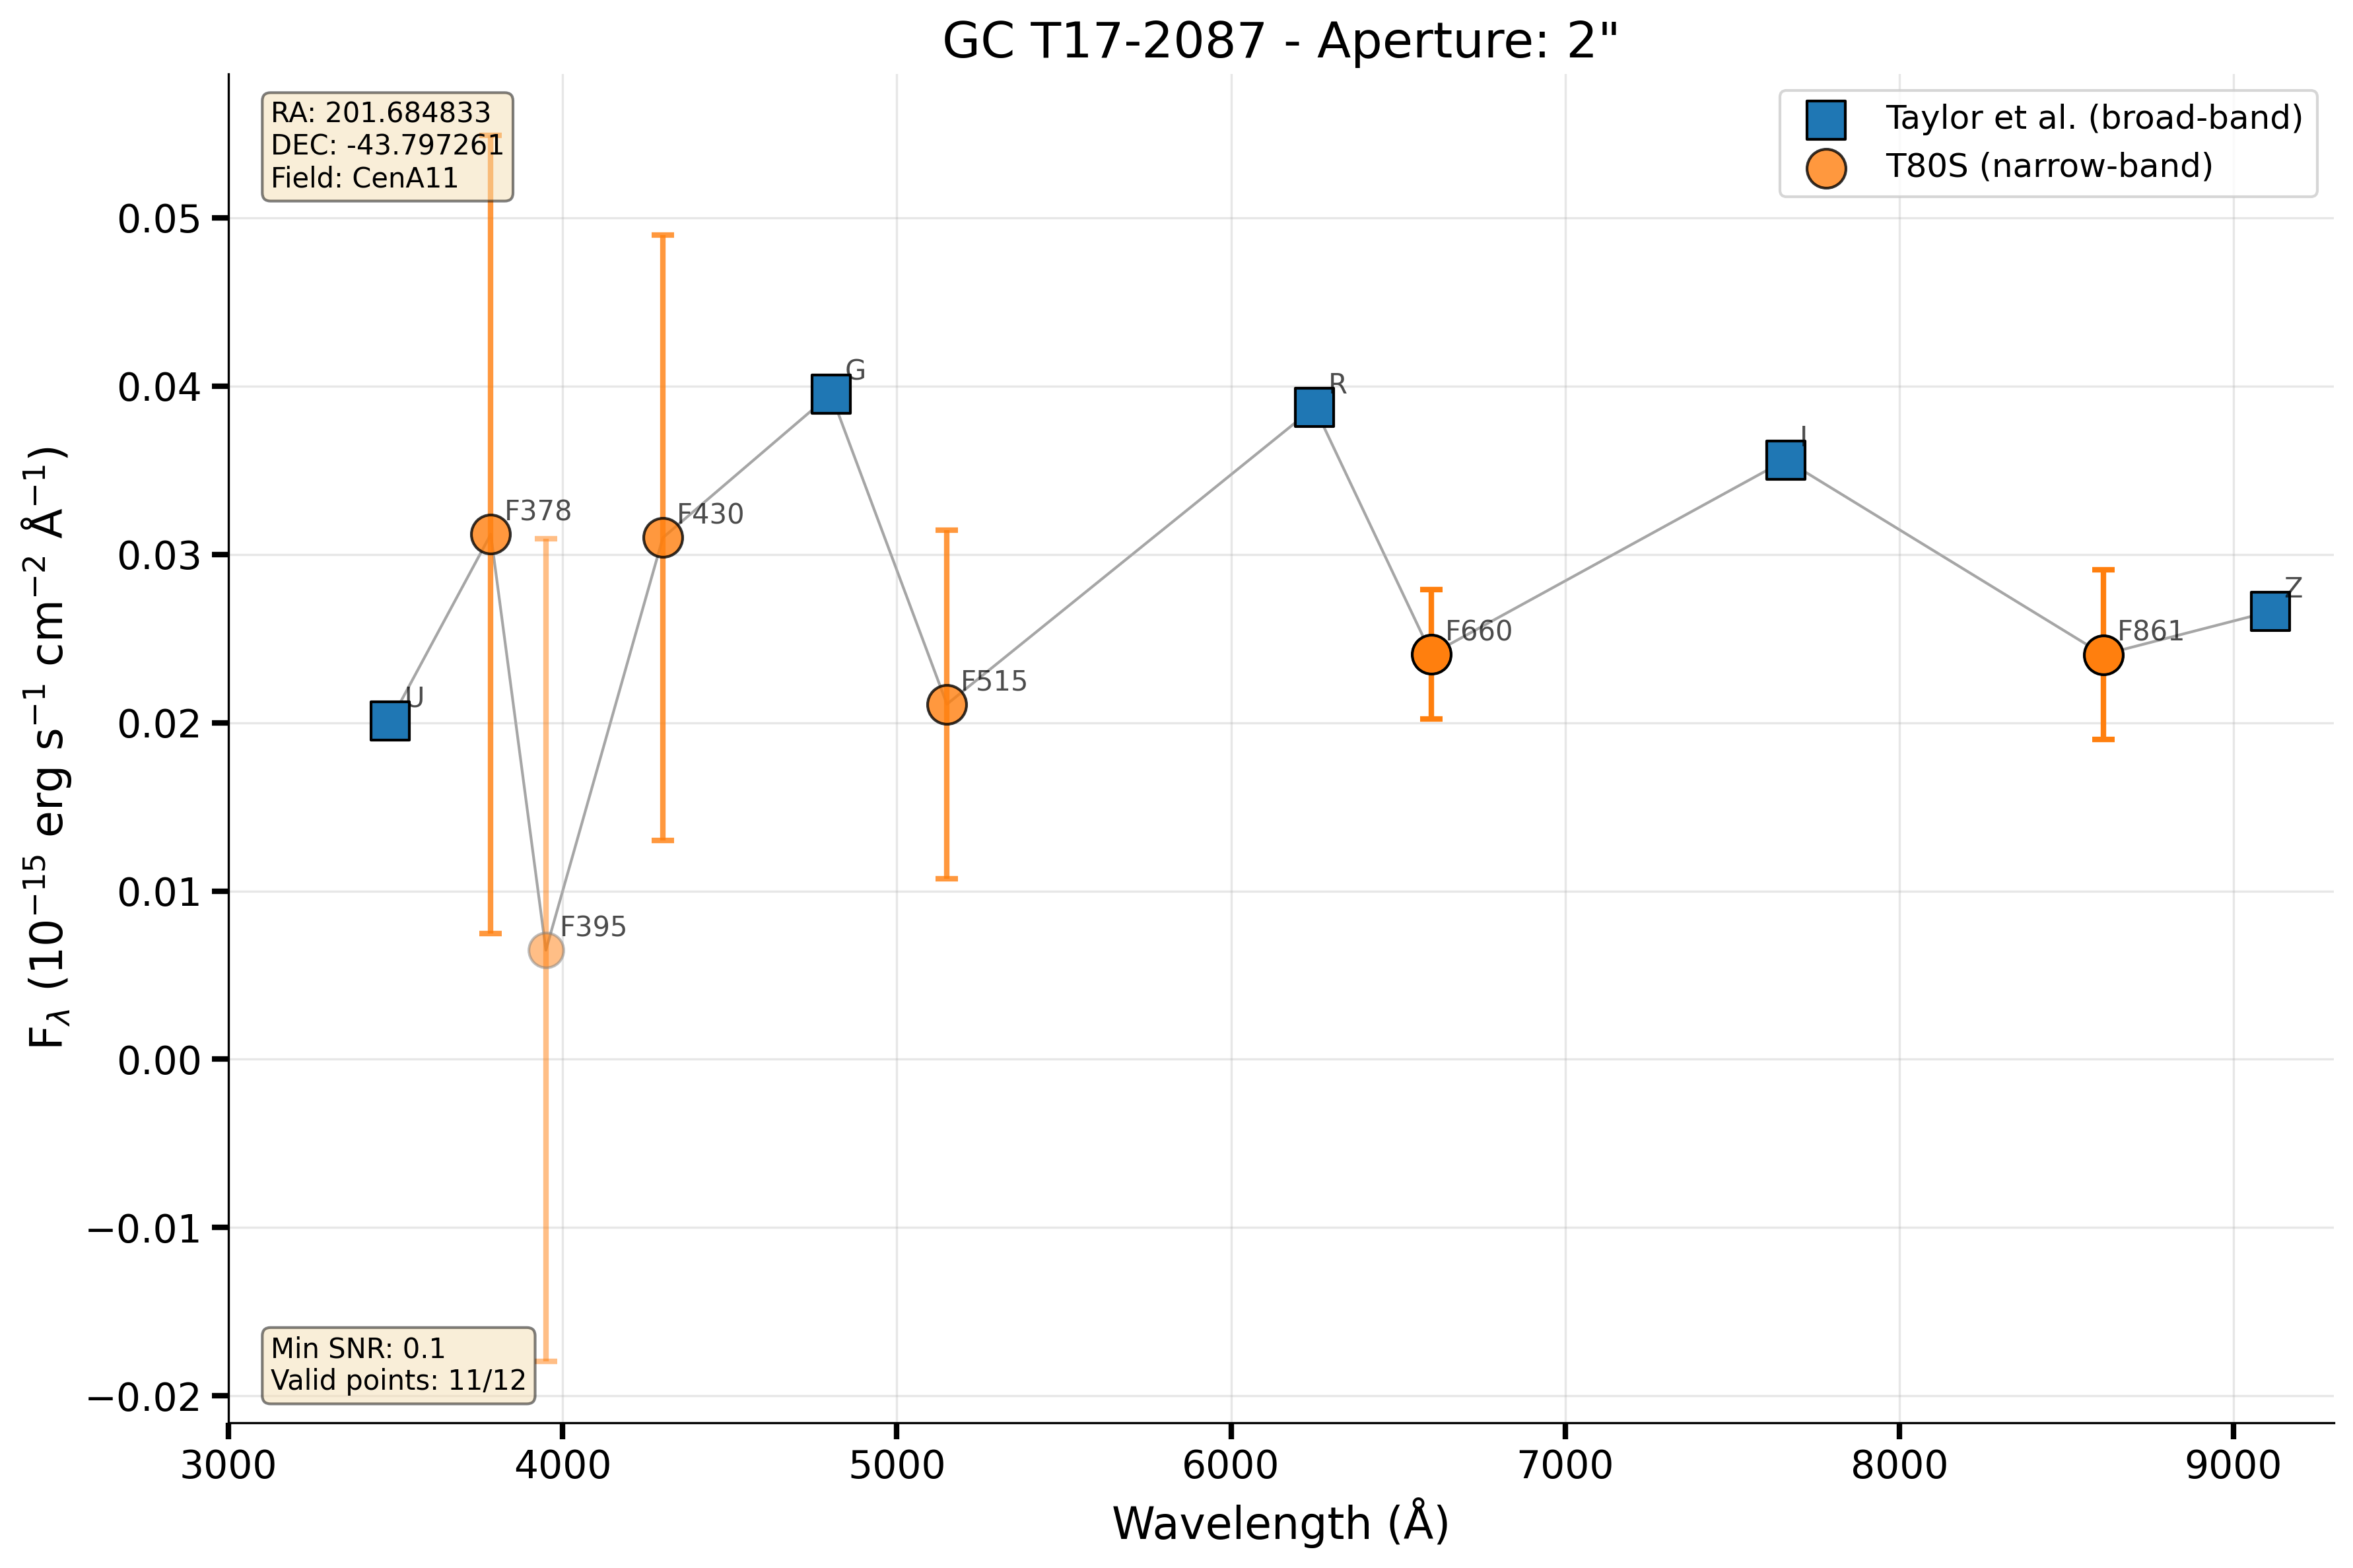 GC T17-2087 - Aperture: 2"
RA: 201.684833
DEC: -43.797261
Field: CenA11
Taylor et al. (broad-band)
T80S (narrow-band)
0.05
0.04
0.03
0.02
0.01
0.00
−0.01
−0.02
F$_λ$ (10$^{−15}$ erg s$^{−1}$ cm$^{−2}$ Å$^{−1}$)
U
F378
F395
F430
G
F515
R
F660
I
F861
Z
Min SNR: 0.1
Valid points: 11/12
3000 4000 5000 6000 7000 8000 9000
Wavelength (Å)